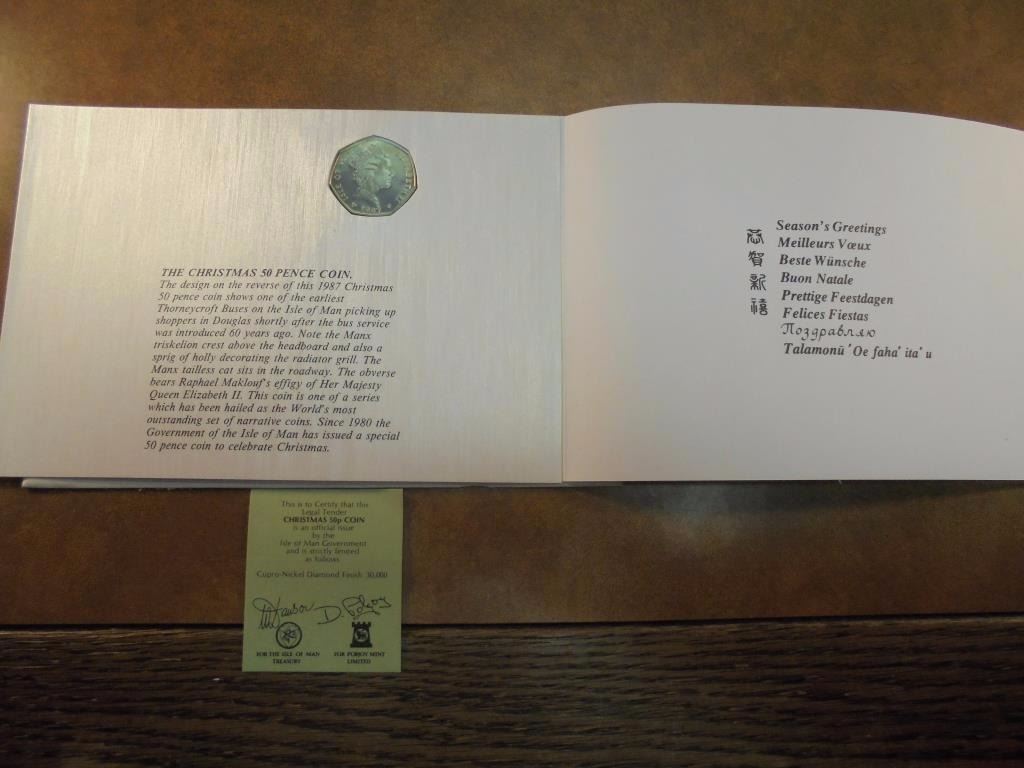 THE CHRISTMAS 50 PENCE COIN.
The design on the reverse of this 1987 Christmas
50 pence coin shows one of the earliest
Thorneycroft Buses on the Isle of Man picking up
shoppers in Douglas shortly after the bus service
was introduced 60 years ago. Note the Manx
triskelion crest above the headboard and also a
sprig of holly decorating the radiator grill. The
Manx tailless cat sits in the roadway. The obverse
bears Raphael Maklouf's effigy of Her Majesty
Queen Elizabeth II. This coin is one of a series
which has been hailed as the World's most
outstanding set of narrative coins. Since 1980 the
Government of the Isle of Man has issued a special
50 pence coin to celebrate Christmas.
恭賀新禧
Season's Greetings
Meilleurs Vœux
Beste Wünsche
Buon Natale
Prettige Feestdagen
Felices Fiestas
Поздравляю
Talamonū 'Oe faha' ita' u
This is to Certify that this
Legal Tender
CHRISTMAS 50p COIN
is an official issue
by the
Isle of Man Government
and is strictly limited
as follows
Cupro-Nickel Diamond Finish 30,000
FOR THE ISLE OF MAN
TREASURY
FOR POBJOY MINT
LIMITED